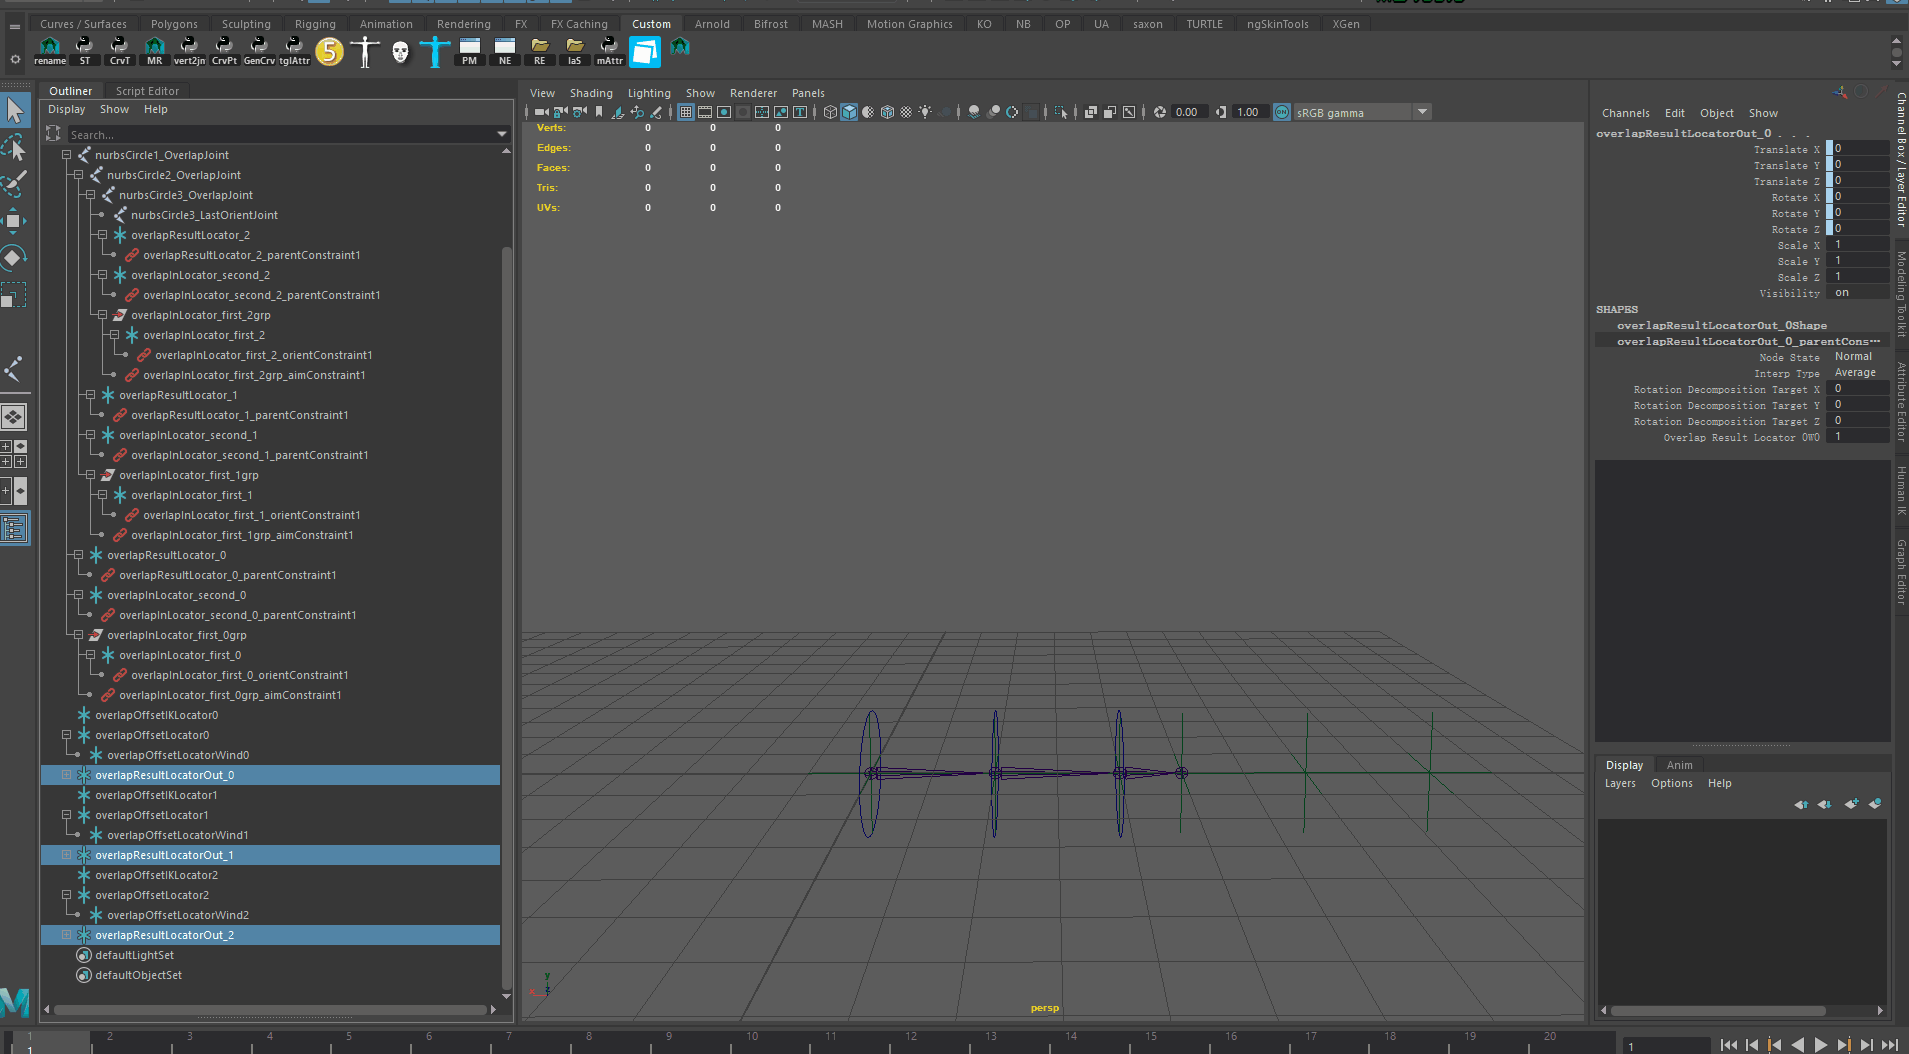 Curves / Surfaces Polygons Sculpting Rigging Animation Rendering FX FX Caching Custom Arnold Bifrost MASH Motion Graphics KO NB OP UA saxon TURTLE ngSkinTools XGen
rename ST CrvT MR vert2jn CrvPt GenCrv tglAttr 5 PM NE RE IaS mAttr
Outliner Script Editor
Display Show Help
Search...
nurbsCircle1_OverlapJoint
nurbsCircle2_OverlapJoint
nurbsCircle3_OverlapJoint
nurbsCircle3_LastOrientJoint
overlapResultLocator_2
overlapResultLocator_2_parentConstraint1
overlapInLocator_second_2
overlapInLocator_second_2_parentConstraint1
overlapInLocator_first_2grp
overlapInLocator_first_2
overlapInLocator_first_2_orientConstraint1
overlapInLocator_first_2grp_aimConstraint1
overlapResultLocator_1
overlapResultLocator_1_parentConstraint1
overlapInLocator_second_1
overlapInLocator_second_1_parentConstraint1
overlapInLocator_first_1grp
overlapInLocator_first_1
overlapInLocator_first_1_orientConstraint1
overlapInLocator_first_1grp_aimConstraint1
overlapResultLocator_0
overlapResultLocator_0_parentConstraint1
overlapInLocator_second_0
overlapInLocator_second_0_parentConstraint1
overlapInLocator_first_0grp
overlapInLocator_first_0
overlapInLocator_first_0_orientConstraint1
overlapInLocator_first_0grp_aimConstraint1
overlapOffsetIKLocator0
overlapOffsetLocator0
overlapOffsetLocatorWind0
overlapResultLocatorOut_0
overlapOffsetIKLocator1
overlapOffsetLocator1
overlapOffsetLocatorWind1
overlapResultLocatorOut_1
overlapOffsetIKLocator2
overlapOffsetLocator2
overlapOffsetLocatorWind2
overlapResultLocatorOut_2
defaultLightSet
defaultObjectSet
View Shading Lighting Show Renderer Panels
0.00 1.00 ON sRGB gamma
Verts: 0 0 0
Edges: 0 0 0
Faces: 0 0 0
Tris: 0 0 0
UVs: 0 0 0
y
x z
persp
Channels Edit Object Show
overlapResultLocatorOut_0 . . .
Translate X 0
Translate Y 0
Translate Z 0
Rotate X 0
Rotate Y 0
Rotate Z 0
Scale X 1
Scale Y 1
Scale Z 1
Visibility on
SHAPES
overlapResultLocatorOut_0Shape
overlapResultLocatorOut_0_parentCons···
Node State Normal
Interp Type Average
Rotation Decomposition Target X 0
Rotation Decomposition Target Y 0
Rotation Decomposition Target Z 0
Overlap Result Locator 0W0 1
Display Anim
Layers Options Help
Channel Box / Layer Editor
Modeling Toolkit
Attribute Editor
Human IK
Graph Editor
1 2 3 4 5 6 7 8 9 10 11 12 13 14 15 16 17 18 19 20
1
1